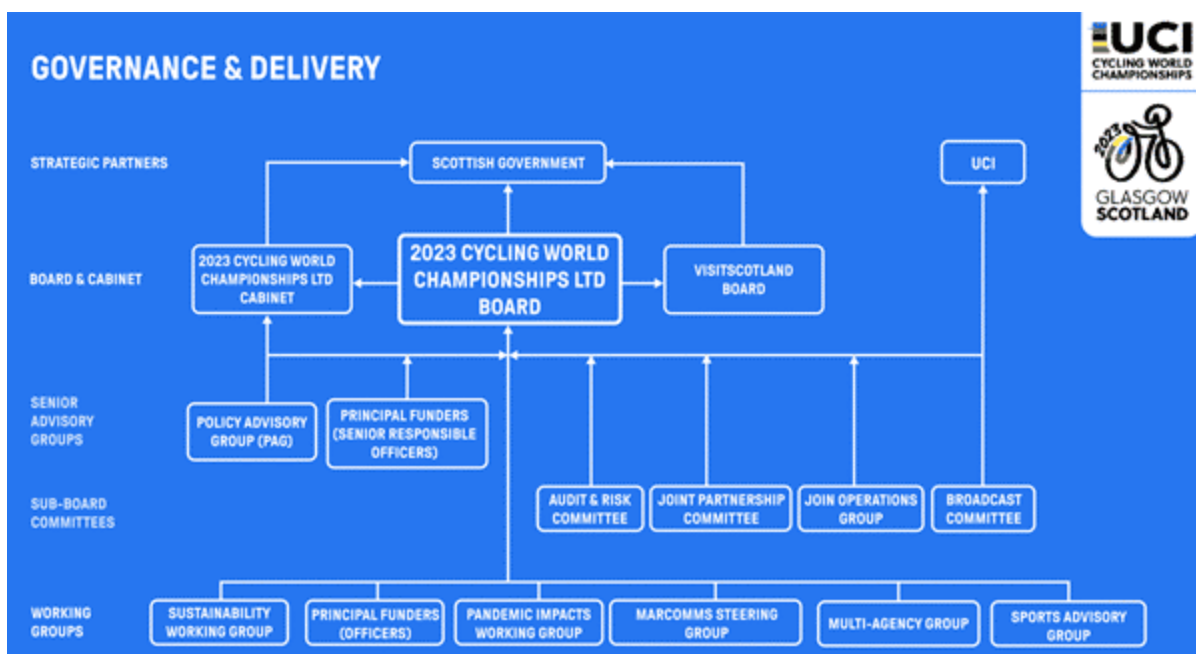 GOVERNANCE & DELIVERY
UCI
CYCLING WORLD
CHAMPIONSHIPS
2023
GLASGOW
SCOTLAND
STRATEGIC PARTNERS
SCOTTISH GOVERNMENT
UCI
BOARD & CABINET
2023 CYCLING WORLD
CHAMPIONSHIPS LTD
CABINET
2023 CYCLING WORLD
CHAMPIONSHIPS LTD
BOARD
VISITSCOTLAND
BOARD
SENIOR
ADVISORY
GROUPS
POLICY ADVISORY
GROUP (PAG)
PRINCIPAL FUNDERS
(SENIOR RESPONSIBLE
OFFICERS)
SUB-BOARD
COMMITTEES
AUDIT & RISK
COMMITTEE
JOINT PARTNERSHIP
COMMITTEE
JOIN OPERATIONS
GROUP
BROADCAST
COMMITTEE
WORKING
GROUPS
SUSTAINABILITY
WORKING GROUP
PRINCIPAL FUNDERS
(OFFICERS)
PANDEMIC IMPACTS
WORKING GROUP
MARCOMMS STEERING
GROUP
MULTI-AGENCY GROUP
SPORTS ADVISORY
GROUP